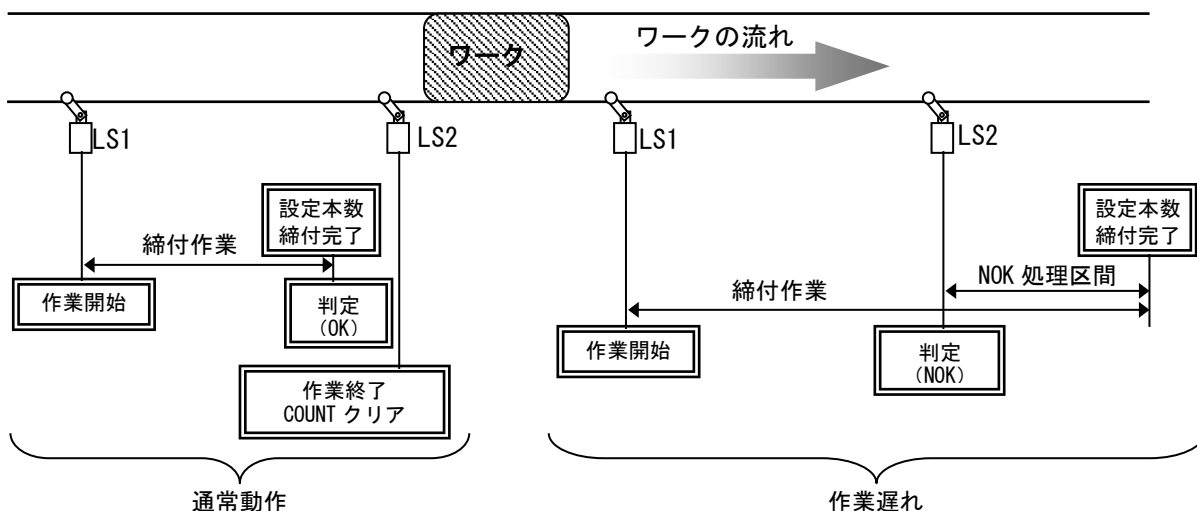 ワーク
ワークの流れ
LS1
LS2
LS1
LS2
設定本数
締付完了
締付作業
作業開始
判定
(OK)
作業終了
COUNT クリア
設定本数
締付完了
NOK 処理区間
締付作業
作業開始
判定
(NOK)
通常動作
作業遅れ